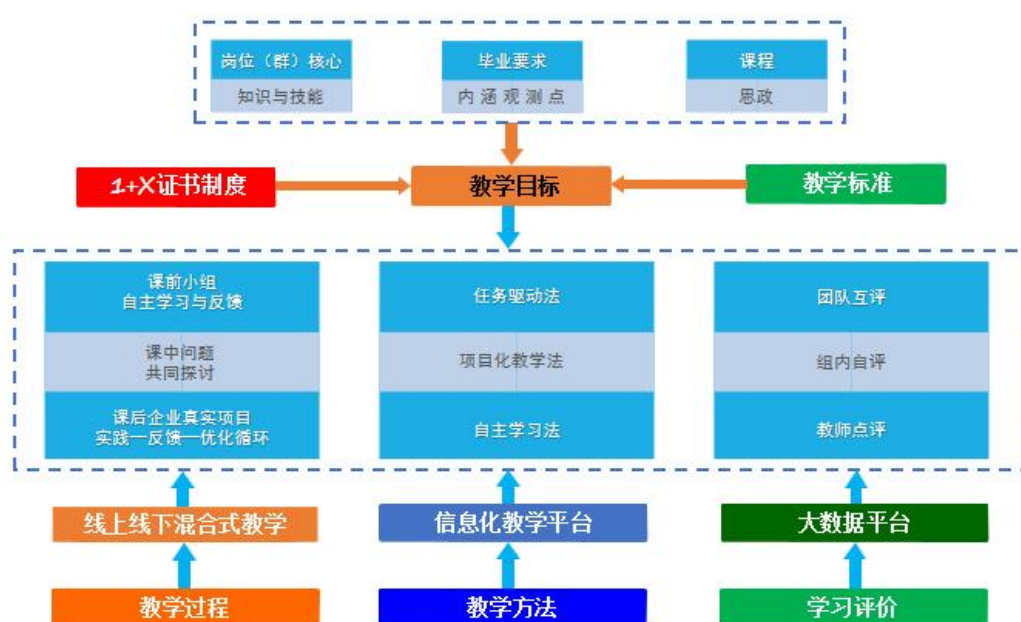 岗位（群）核心
毕业要求
课程
知识与技能
内涵观测点
思政
1+X证书制度
教学目标
教学标准
课前小组
自主学习与反馈
任务驱动法
团队互评
课中问题
共同探讨
项目化教学法
组内自评
课后企业真实项目
实践—反馈—优化循环
自主学习法
教师点评
线上线下混合式教学
信息化教学平台
大数据平台
教学过程
教学方法
学习评价